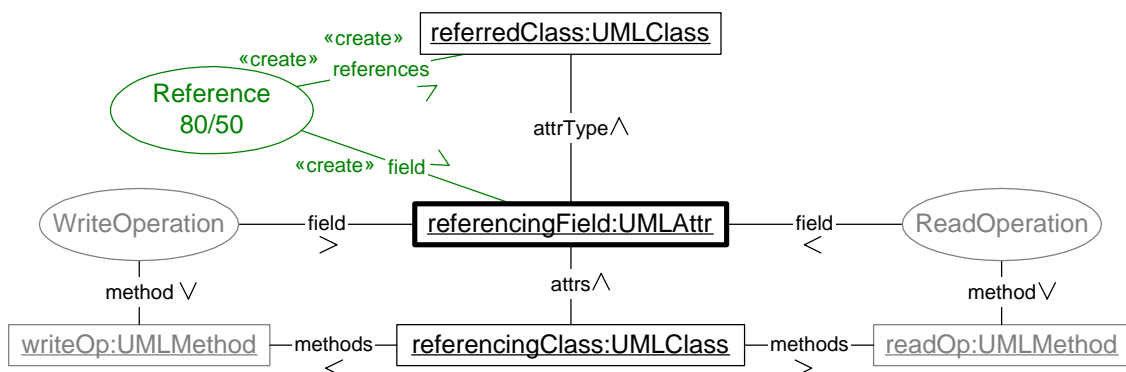 «create»
referredClass:UMLClass
«create»
references
Reference
80/50
attrType
«create» field
WriteOperation
field
referencingField:UMLAttr
field
ReadOperation
method
attrs
method
writeOp:UMLMethod
methods
referencingClass:UMLClass
methods
readOp:UMLMethod